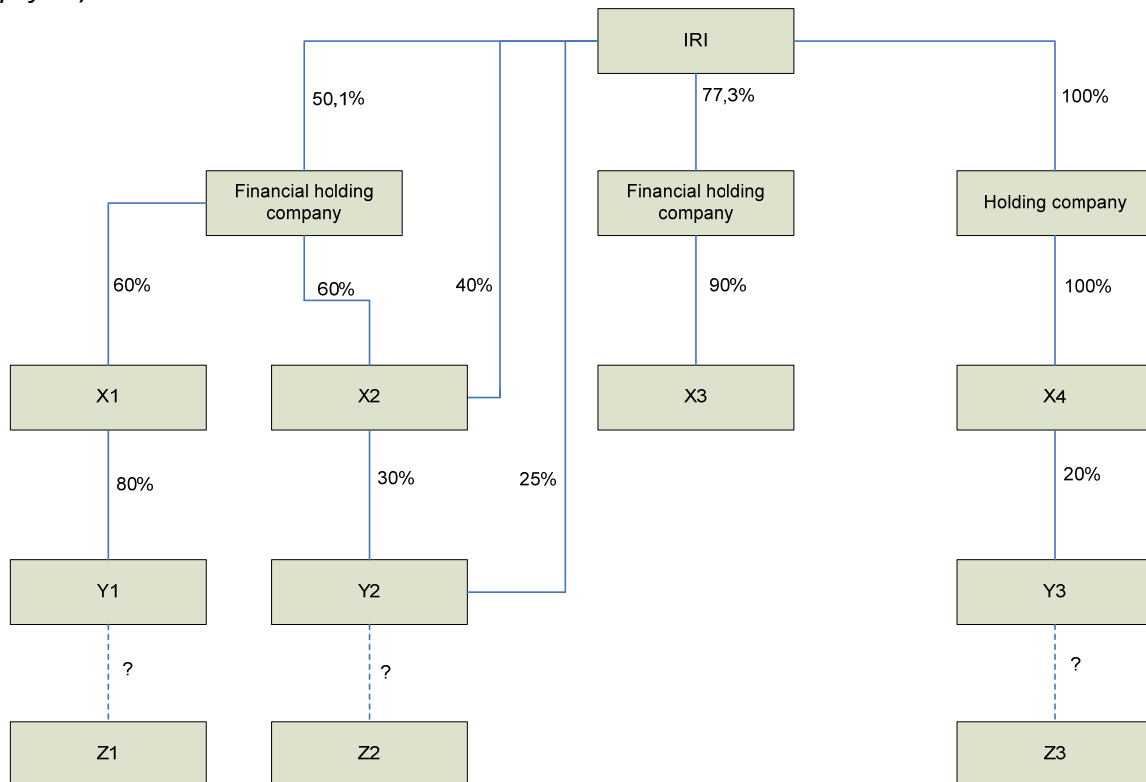 IRI
50,1%
77,3%
100%
Financial holding
company
Financial holding
company
Holding company
60%
60%
40%
90%
100%
X1
X2
X3
X4
80%
30%
25%
20%
Y1
Y2
Y3
?
?
?
Z1
Z2
Z3